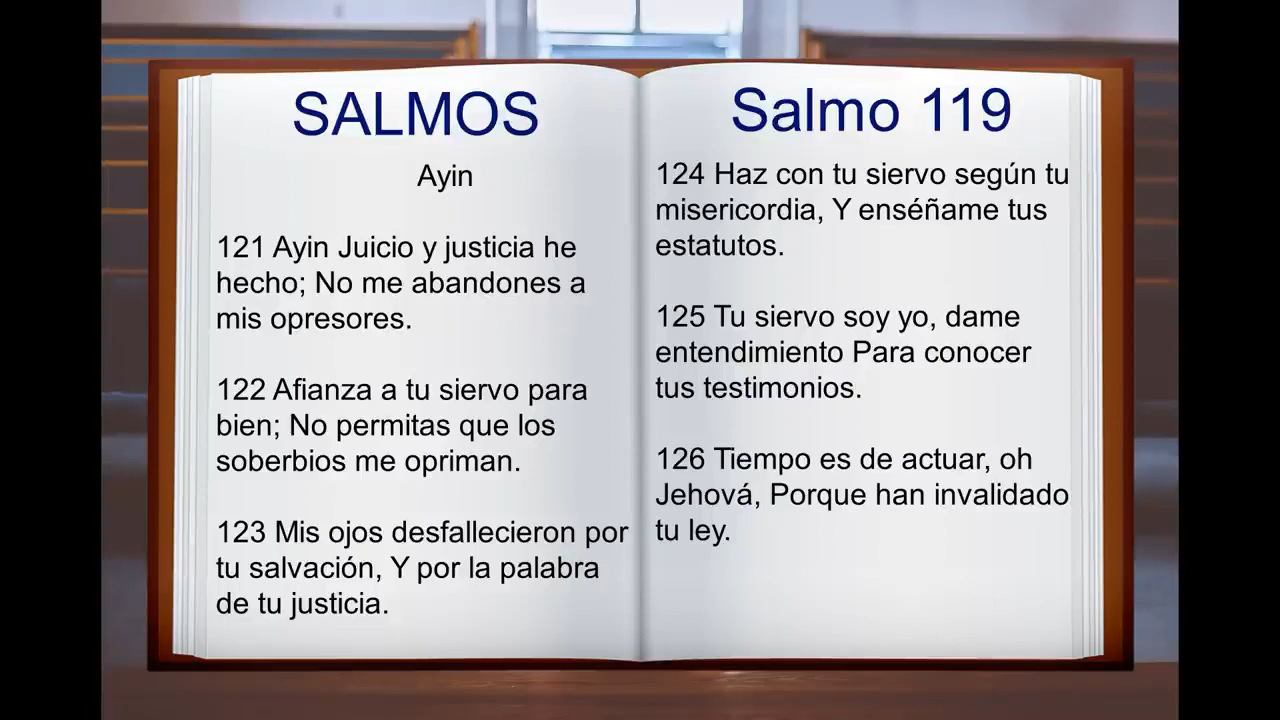 SALMOS
Ayin
121 Ayin Juicio y justicia he
hecho; No me abandones a
mis opresores.
122 Afianza a tu siervo para
bien; No permitas que los
soberbios me opriman.
123 Mis ojos desfallecieron por
tu salvación, Y por la palabra
de tu justicia.
Salmo 119
124 Haz con tu siervo según tu
misericordia, Y enséñame tus
estatutos.
125 Tu siervo soy yo, dame
entendimiento Para conocer
tus testimonios.
126 Tiempo es de actuar, oh
Jehová, Porque han invalidado
tu ley.